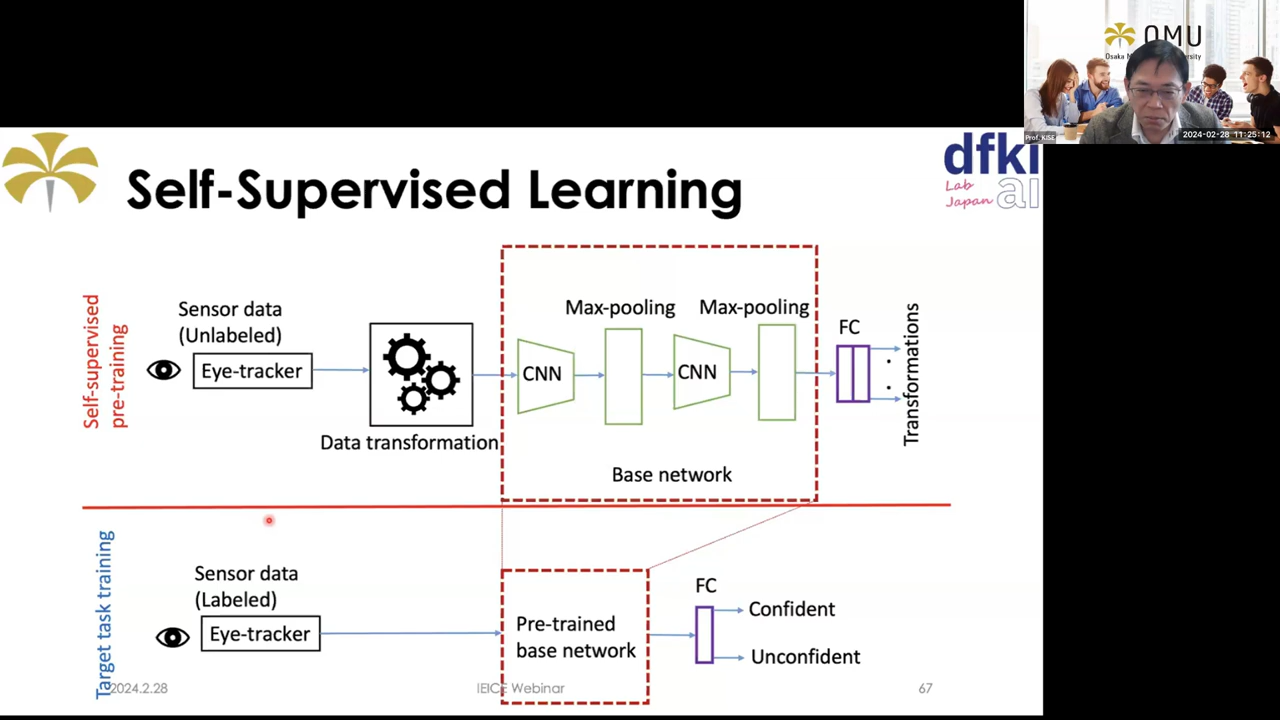 OMU
Prof. KISE
2024-02-28 11:25:12
dfki
ai
Lab
Japan
Self-Supervised Learning
Self-supervised
pre-training
Sensor data
(Unlabeled)
Eye-tracker
Data transformation
CNN
Max-pooling
CNN
Max-pooling
Base network
FC
Transformations
Target task training
Sensor data
(Labeled)
Eye-tracker
Pre-trained
base network
FC
Confident
Unconfident
2024.2.28
IEICE Webinar
67